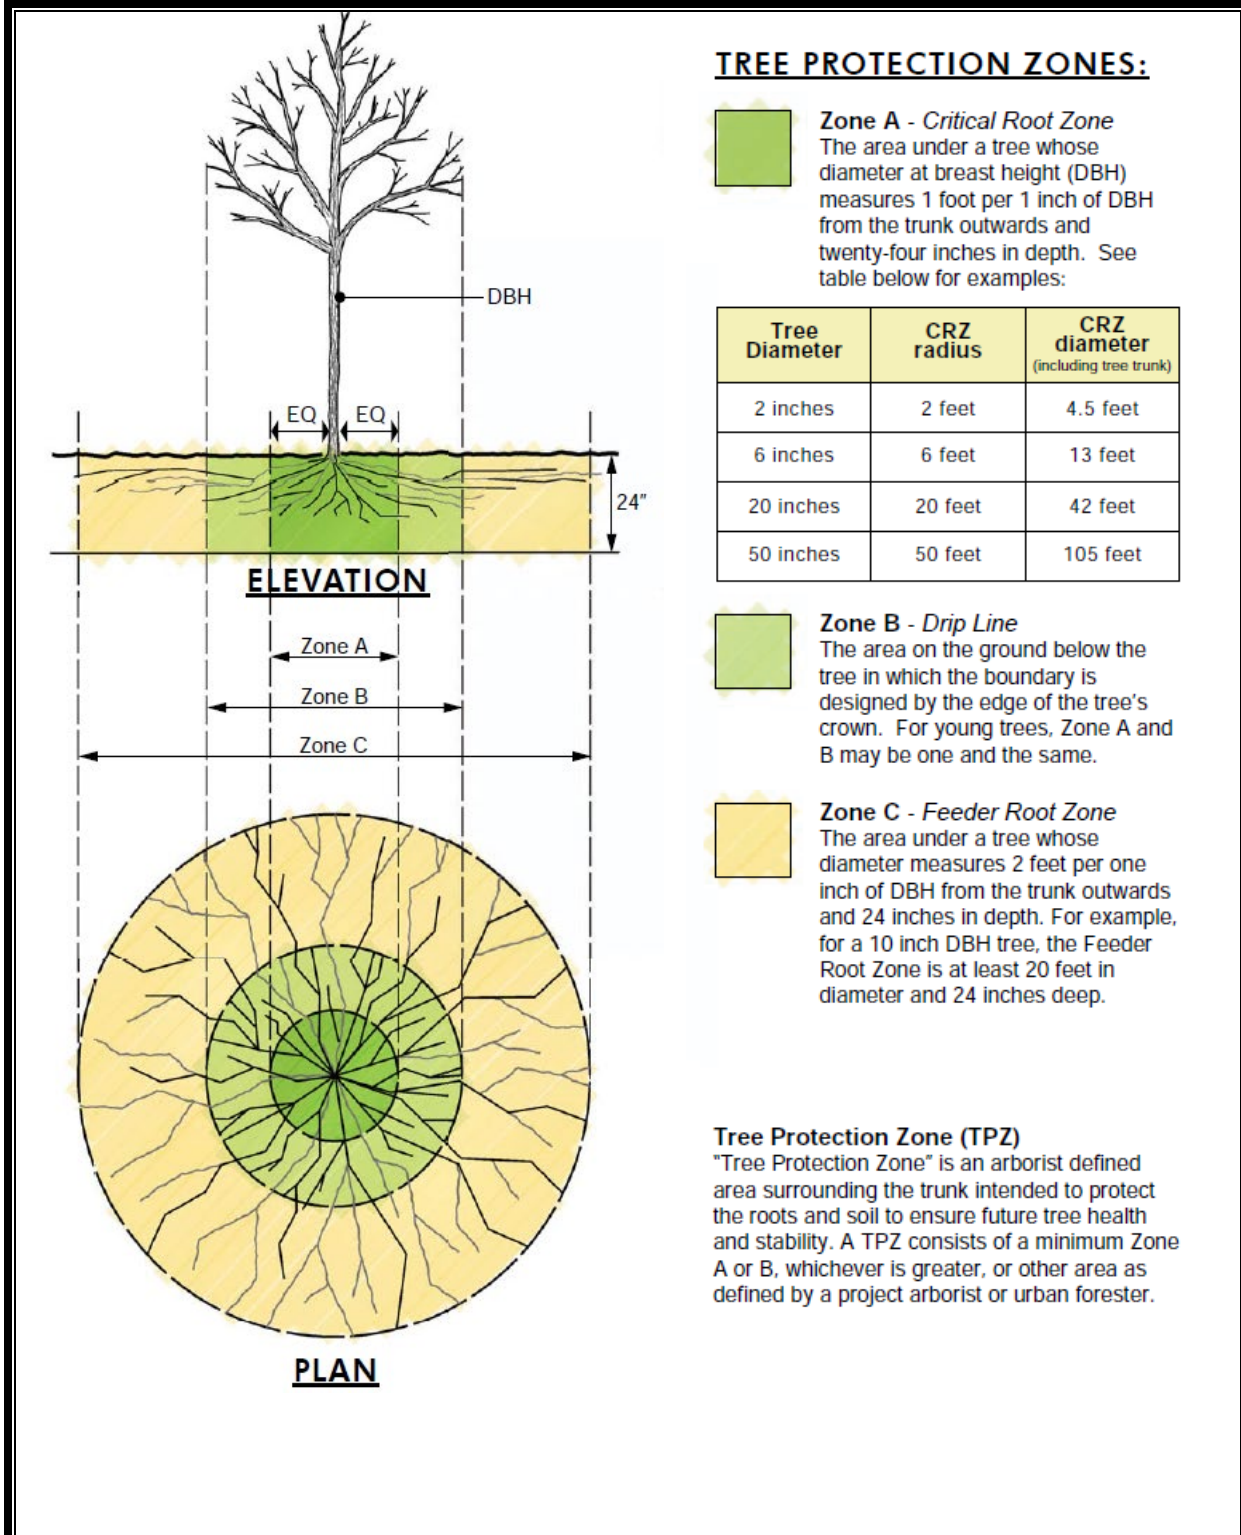 TREE PROTECTION ZONES:
Zone A - Critical Root Zone
The area under a tree whose
diameter at breast height (DBH)
measures 1 foot per 1 inch of DBH
from the trunk outwards and
twenty-four inches in depth.  See
table below for examples:
Tree Diameter
CRZ radius
CRZ diameter (including tree trunk)
2 inches
2 feet
4.5 feet
6 inches
6 feet
13 feet
20 inches
20 feet
42 feet
50 inches
50 feet
105 feet
Zone B - Drip Line
The area on the ground below the
tree in which the boundary is
designed by the edge of the tree's
crown.  For young trees, Zone A and
B may be one and the same.
Zone C - Feeder Root Zone
The area under a tree whose
diameter measures 2 feet per one
inch of DBH from the trunk outwards
and 24 inches in depth. For example,
for a 10 inch DBH tree, the Feeder
Root Zone is at least 20 feet in
diameter and 24 inches deep.
Tree Protection Zone (TPZ)
"Tree Protection Zone" is an arborist defined
area surrounding the trunk intended to protect
the roots and soil to ensure future tree health
and stability. A TPZ consists of a minimum Zone
A or B, whichever is greater, or other area as
defined by a project arborist or urban forester.
DBH
EQ
EQ
24"
ELEVATION
Zone A
Zone B
Zone C
PLAN